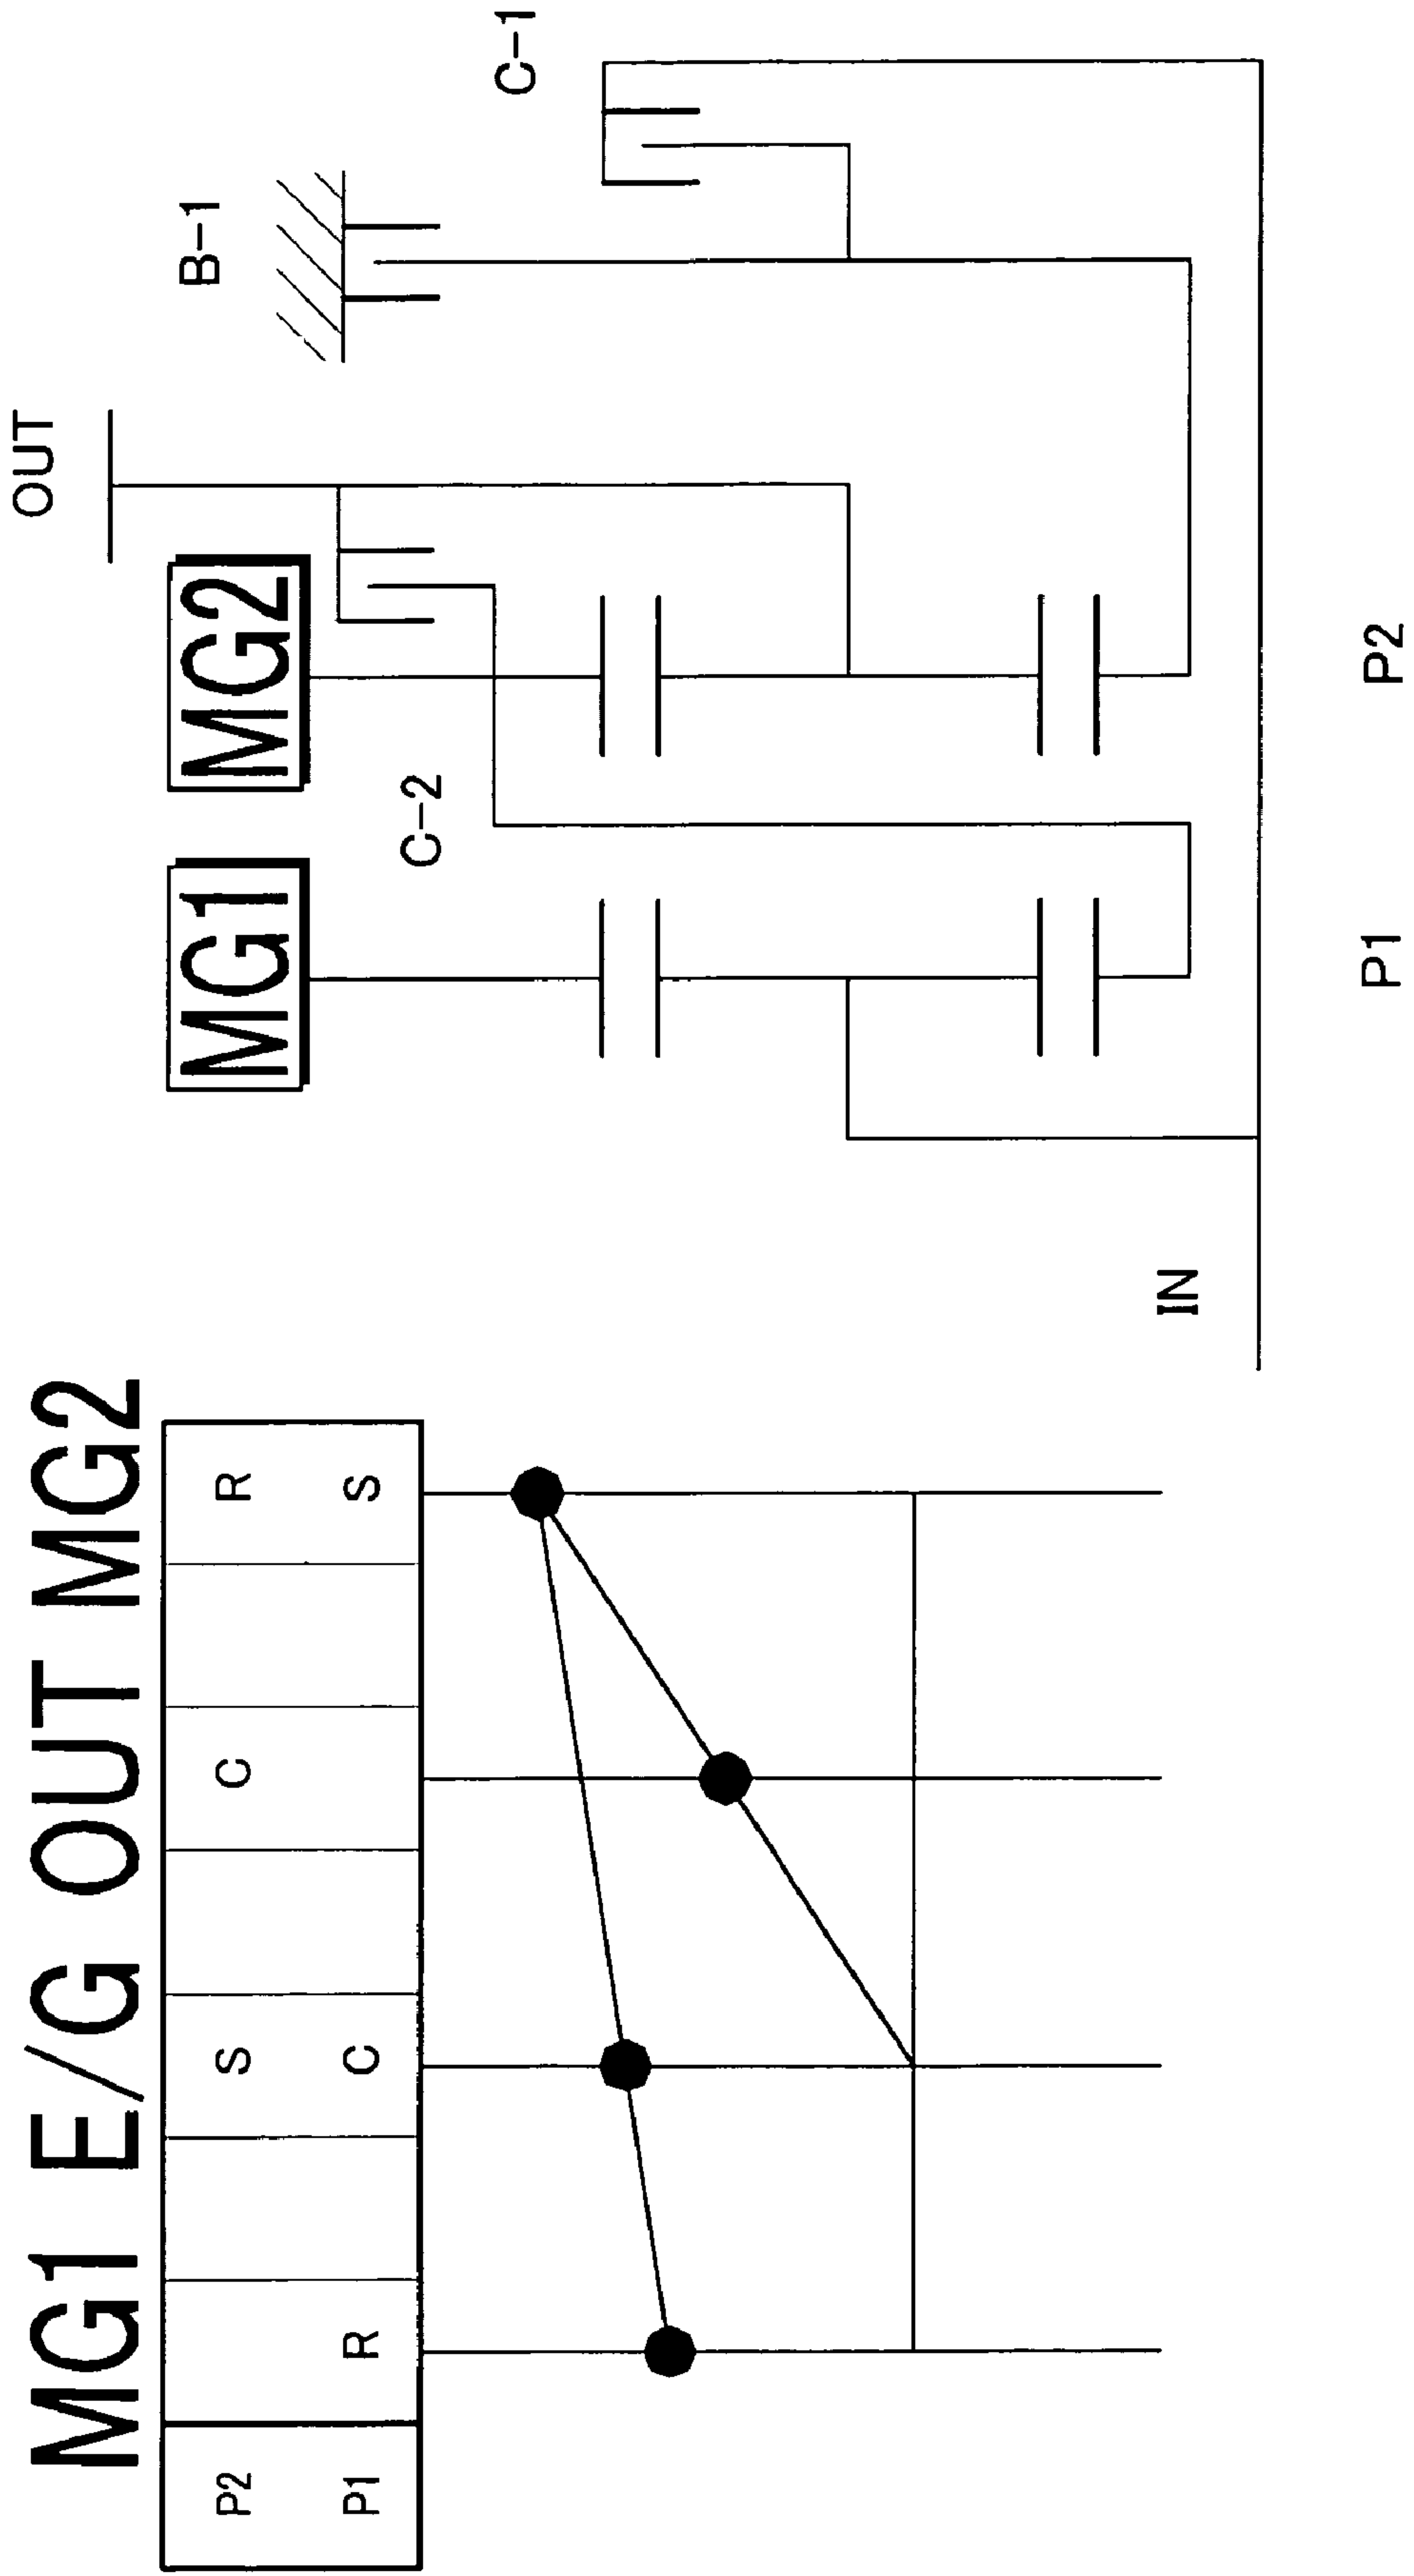 MG1 E/G OUT MG2
P2 S C R
P1 R C S
OUT
B-1
C-1
MG1
MG2
C-2
IN
P1
P2